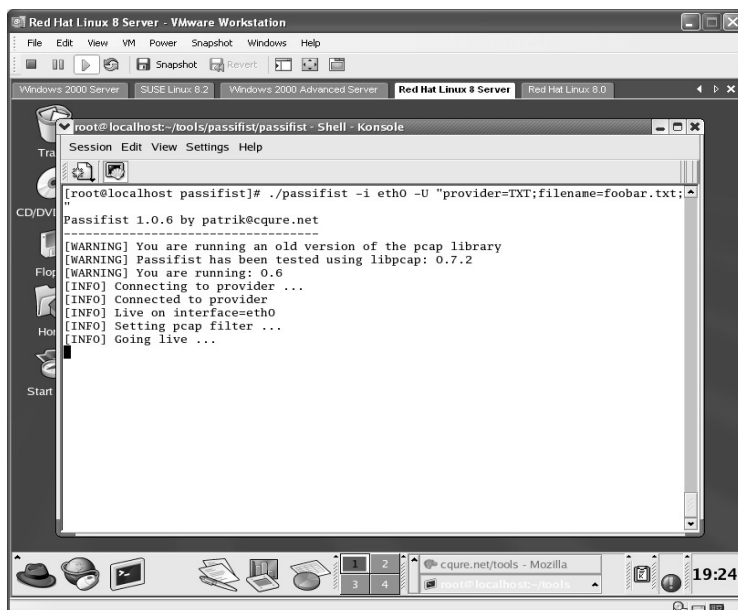 Red Hat Linux 8 Server - VMware Workstation
File Edit View VM Power Snapshot Windows Help
Snapshot Revert
Windows 2000 Server SUSE Linux 8.2 Windows 2000 Advanced Server Red Hat Linux 8 Server Red Hat Linux 8.0
root@localhost:~/tools/passifist/passifist - Shell - Konsole
Session Edit View Settings Help
[root@localhost passifist]# ./passifist -i eth0 -U "provider=TXT;filename=foobar.txt;
"
Passifist 1.0.6 by patrik@cqure.net
-----------------------------------
[WARNING] You are running an old version of the pcap library
[WARNING] Passifist has been tested using libpcap: 0.7.2
[WARNING] You are running: 0.6
[INFO] Connecting to provider ...
[INFO] Connected to provider
[INFO] Live on interface=eth0
[INFO] Setting pcap filter ...
[INFO] Going live ...
Tra
CD/DV
Flop
Ho
Start
1 2
3 4
cqure.net/tools - Mozilla
root@localhost:~/tools
19:24